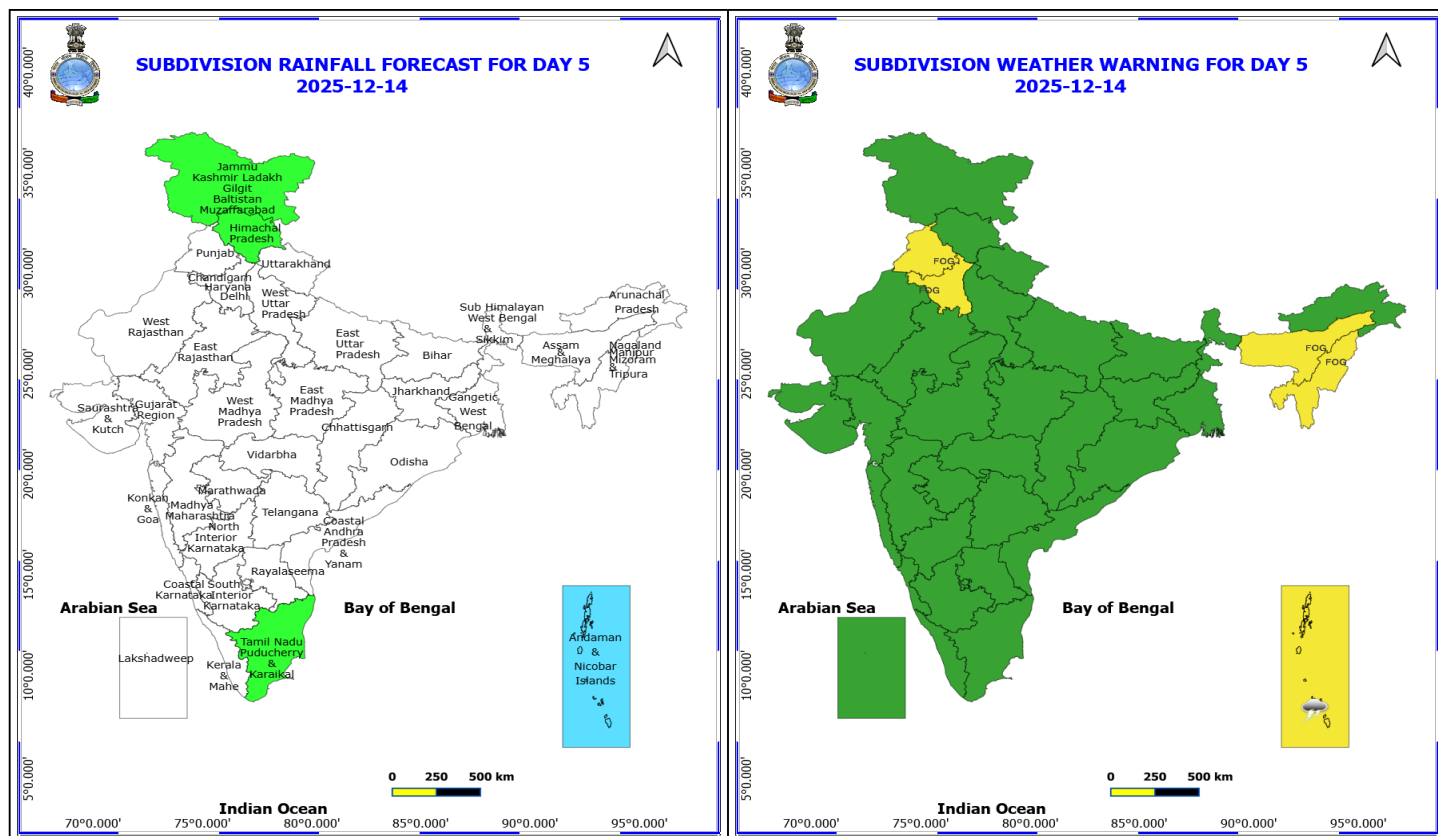 SUBDIVISION RAINFALL FORECAST FOR DAY 5
2025-12-14
40°0.000'
35°0.000'
30°0.000'
25°0.000'
20°0.000'
15°0.000'
10°0.000'
5°0.000'
Jammu
Kashmir Ladakh
Gilgit
Baltistan
Muzaffarabad
Himachal
Pradesh
Punjab
Uttarakhand
Chandigarh
Haryana
Delhi
West
Uttar
Pradesh
Arunachal
Pradesh
Sub Himalayan
West Bengal
&
Sikkim
West
Rajasthan
East
Rajasthan
East
Uttar
Pradesh
Bihar
Assam
&
Meghalaya
Nagaland
Manipur
Mizoram
&
Tripura
Saurashtra
&
Kutch
Gujarat
Region
West
Madhya
Pradesh
East
Madhya
Pradesh
Jharkhand
Gangetic
West
Bengal
Chhattisgarh
Vidarbha
Odisha
Konkan
&
Goa
Madhya
Maharashtra
Marathwada
Telangana
North
Interior
Karnataka
Coastal
Andhra
Pradesh
&
Yanam
Rayalaseema
Coastal
Karnataka
South
Interior
Karnataka
Arabian Sea
Bay of Bengal
Lakshadweep
Kerala
&
Mahe
Tamil Nadu
Puducherry
&
Karaikal
Andaman
&
Nicobar
Islands
0 250 500 km
Indian Ocean
70°0.000' 75°0.000' 80°0.000' 85°0.000' 90°0.000' 95°0.000'
SUBDIVISION WEATHER WARNING FOR DAY 5
2025-12-14
40°0.000'
35°0.000'
30°0.000'
25°0.000'
20°0.000'
15°0.000'
10°0.000'
5°0.000'
FOG
FOG
FOG
FOG
Arabian Sea
Bay of Bengal
0 250 500 km
Indian Ocean
70°0.000' 75°0.000' 80°0.000' 85°0.000' 90°0.000' 95°0.000'